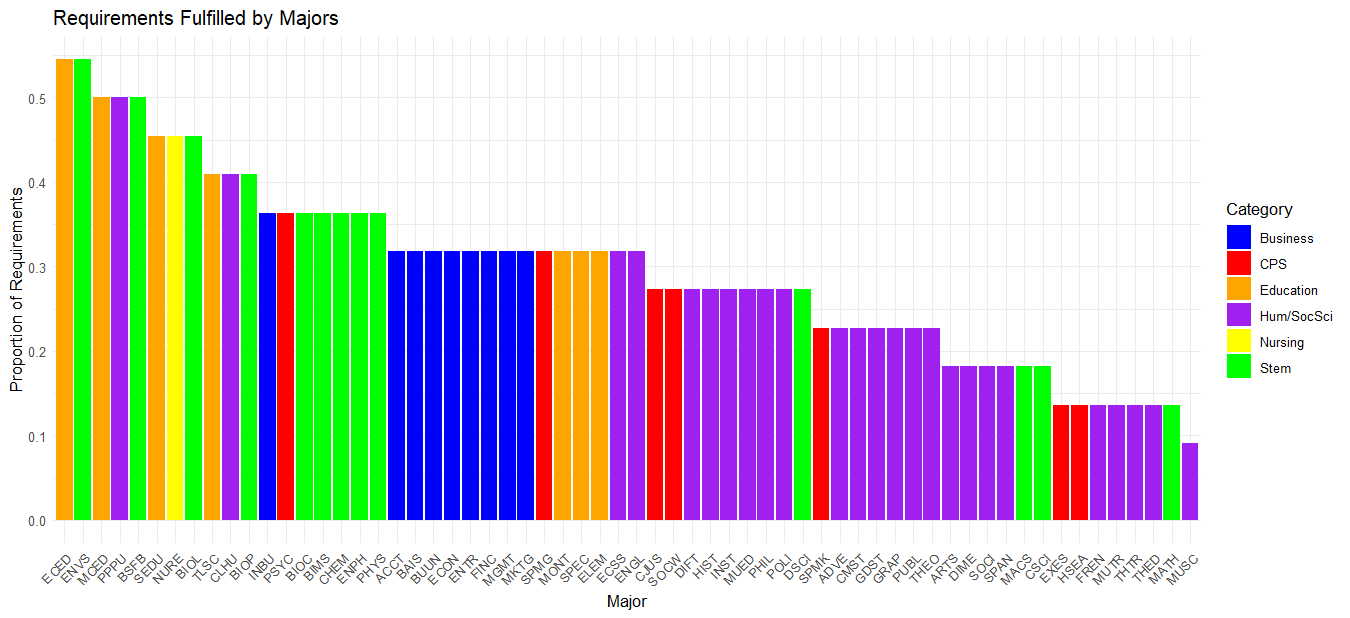 Requirements Fulfilled by Majors
Proportion of Requirements
0.5
0.4
0.3
0.2
0.1
0.0
ECED
ENVS
MCED
PPPU
BSFB
SEDU
NURE
BIOL
TLSC
CLHU
BIOP
INBU
PSYC
BIOC
BIMS
CHEM
ENPH
PHYS
ACCT
BAIS
BUUN
ECON
ENTR
FINC
MGMT
MKTG
SPMG
MONT
SPEC
ELEM
ECSS
ENGL
CJUS
SOCW
DIFT
HIST
INST
MUED
PHIL
POLI
DSCI
SPMK
ADVE
CMST
GDST
GRAP
PUBL
THEO
ARTS
DIME
SOCI
SPAN
MACS
CSCI
EXES
HSEA
FREN
MUTR
THTR
THED
MATH
MUSC
Major
Category
Business
CPS
Education
Hum/SocSci
Nursing
Stem